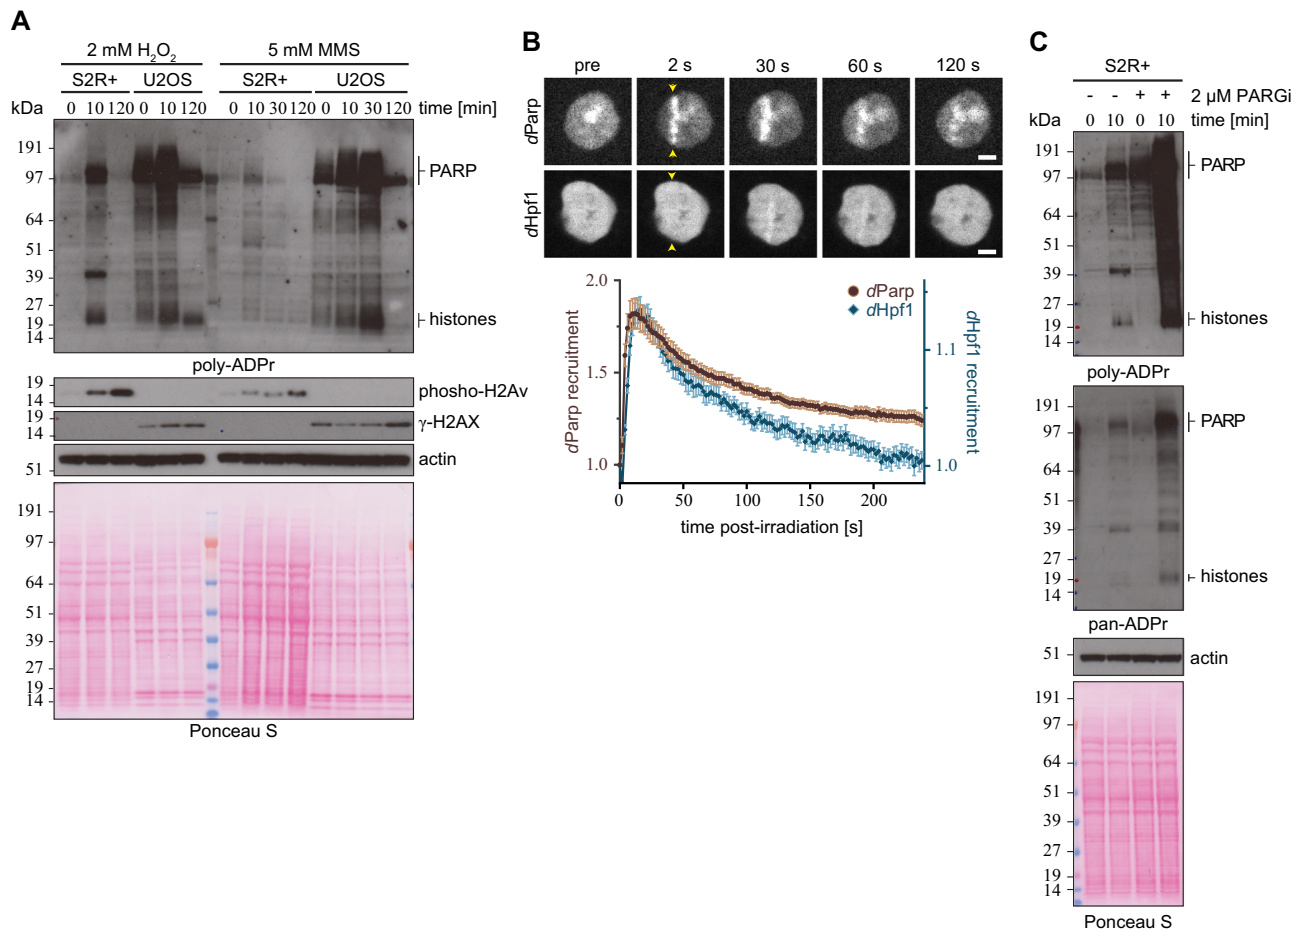 A
2 mM H2O2 5 mM MMS
S2R+ U2OS S2R+ U2OS
kDa 0 10 120 0 10 120 0 10 30 120 0 10 30 120 time [min]
191
97
64
51
39
27
19
14
PARP
histones
poly-ADPr
19
14
phospho-H2Av
19
14
γ-H2AX
51
actin
191
97
64
51
39
27
19
14
Ponceau S
B
pre 2 s 30 s 60 s 120 s
dParp
dHpf1
dParp recruitment
2.0
1.5
1.0
dParp
dHpf1
1.1
1.0
dHpf1 recruitment
0 50 100 150 200
time post-irradiation [s]
C
S2R+
- - + + 2 µM PARGi
kDa 0 10 0 10 time [min]
191
97
64
51
39
27
19
14
PARP
histones
poly-ADPr
191
97
64
51
39
27
19
14
PARP
histones
pan-ADPr
51
actin
191
97
64
51
39
27
19
14
Ponceau S